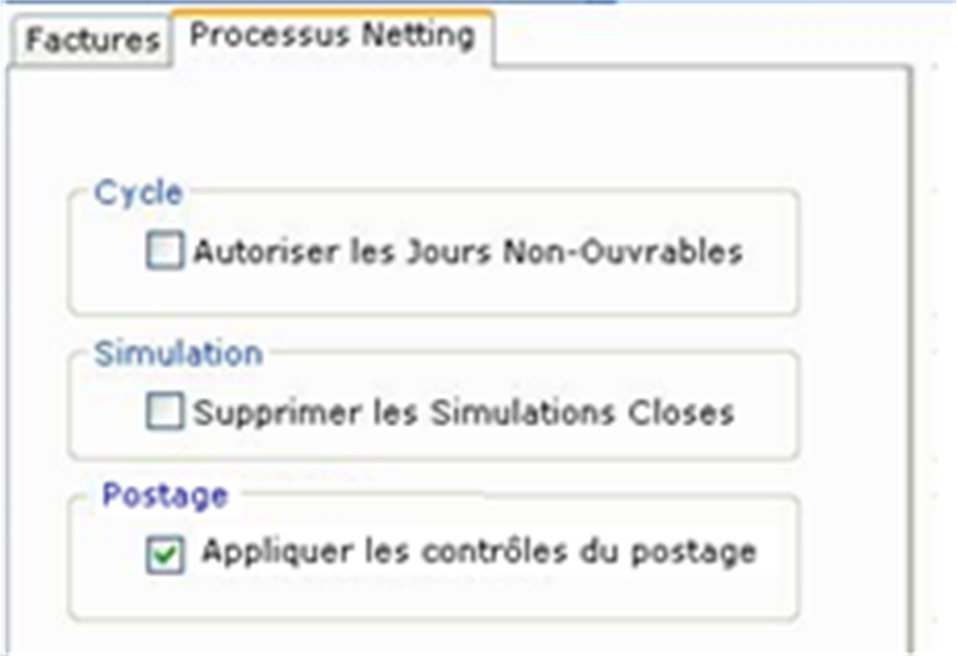 Factures
Processus Netting
Cycle
Autoriser les Jours Non-Ouvrables
Simulation
Supprimer les Simulations Closes
Postage
Appliquer les contrôles du postage